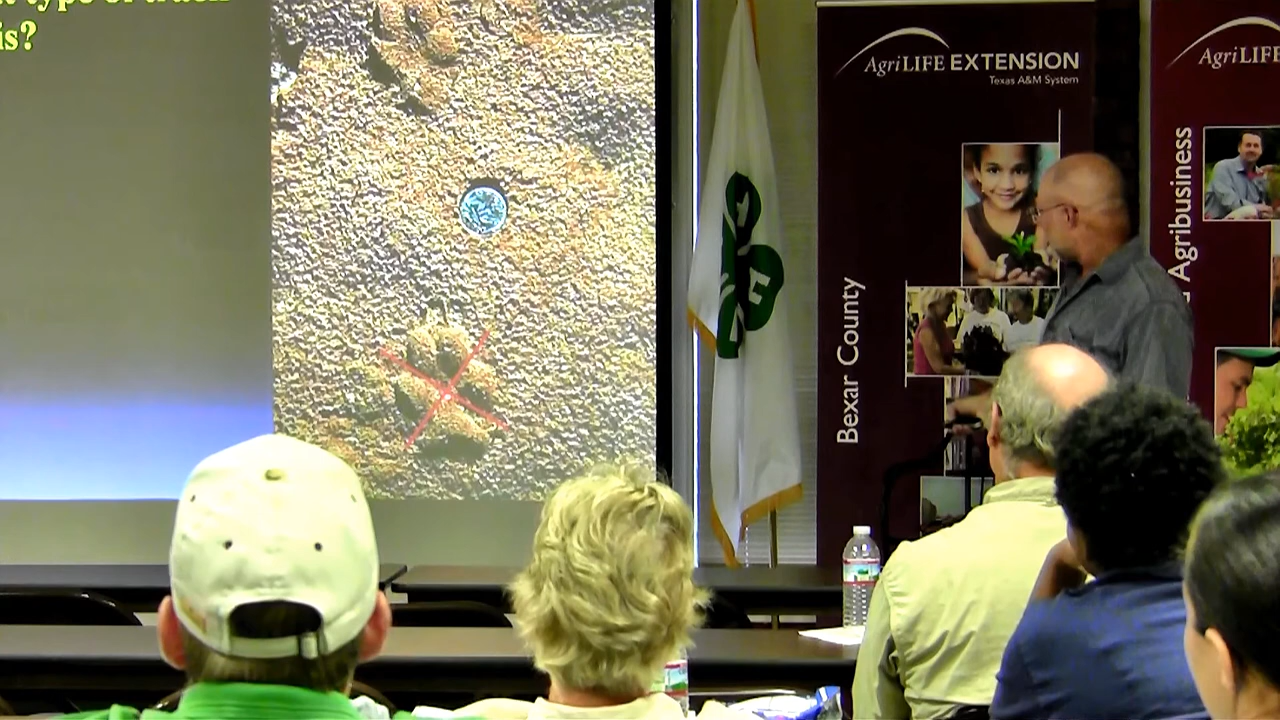 type of track
is?
AgriLIFE EXTENSION
Texas A&M System
Bexar County
AgriLIFE
Agribusiness